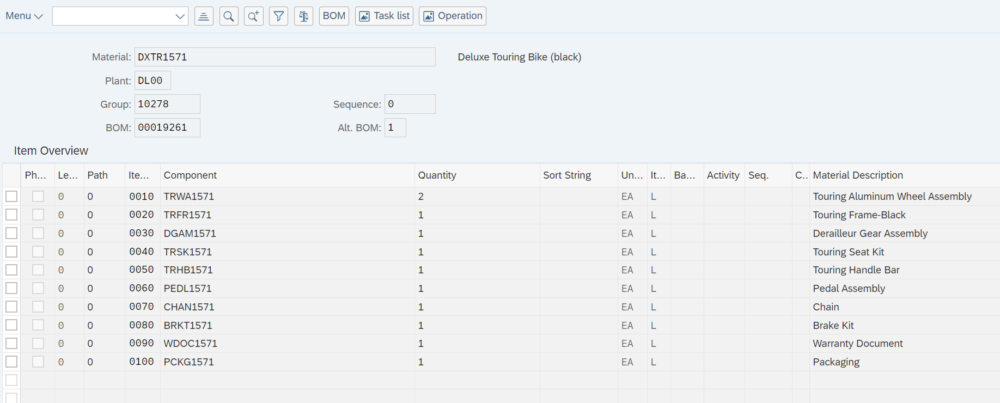 Menu BOM Task list Operation
Material: DXTR1571 Deluxe Touring Bike (black)
Plant: DL00
Group: 10278 Sequence: 0
BOM: 00019261 Alt. BOM: 1
Item Overview
Ph... Le... Path Ite... Component Quantity Sort String Un... It... Ba... Activity Seq. C.. Material Description
0 0 0010 TRWA1571 2 EA L Touring Aluminum Wheel Assembly
0 0 0020 TRFR1571 1 EA L Touring Frame-Black
0 0 0030 DGAM1571 1 EA L Derailleur Gear Assembly
0 0 0040 TRSK1571 1 EA L Touring Seat Kit
0 0 0050 TRHB1571 1 EA L Touring Handle Bar
0 0 0060 PEDL1571 1 EA L Pedal Assembly
0 0 0070 CHAN1571 1 EA L Chain
0 0 0080 BRKT1571 1 EA L Brake Kit
0 0 0090 WDOC1571 1 EA L Warranty Document
0 0 0100 PCKG1571 1 EA L Packaging